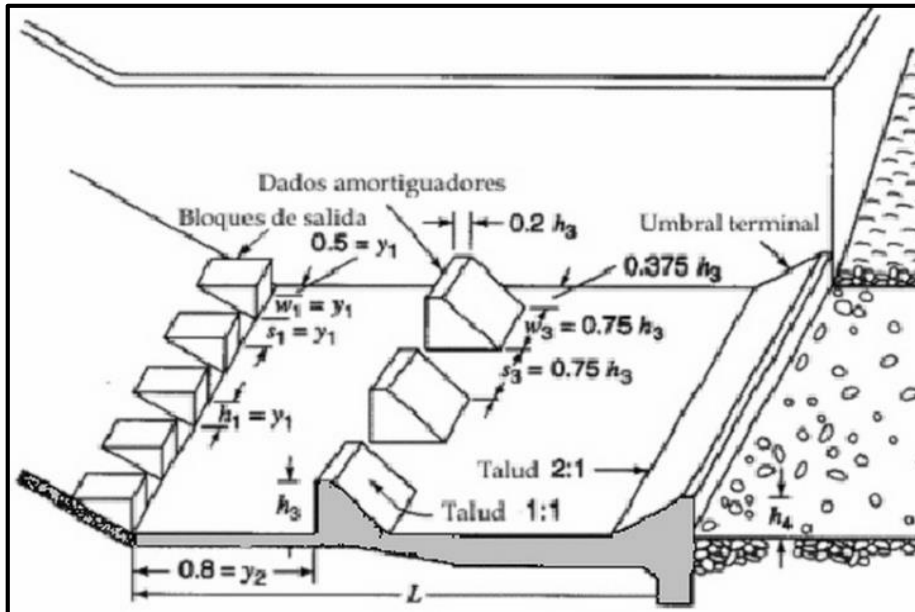 Dados amortiguadores
Bloques de salida
0.5 = y₁
0.2 h₃
Umbral terminal
0.375 h₃
w₁ = y₁
s₁ = y₁
w₃ = 0.75 h₃
s₃ = 0.75 h₃
h₁ = y₁
Talud 2:1
h₃
Talud 1:1
h₄
0.8 = y₂
L